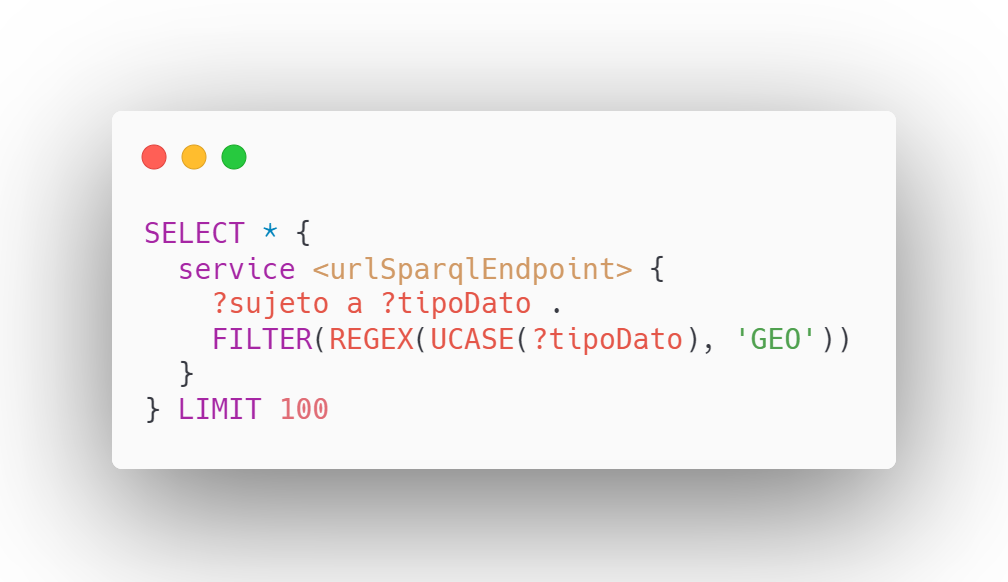 SELECT * {
  service <urlSparqlEndpoint> {
    ?sujeto a ?tipoDato .
    FILTER(REGEX(UCASE(?tipoDato), 'GEO'))
  }
} LIMIT 100